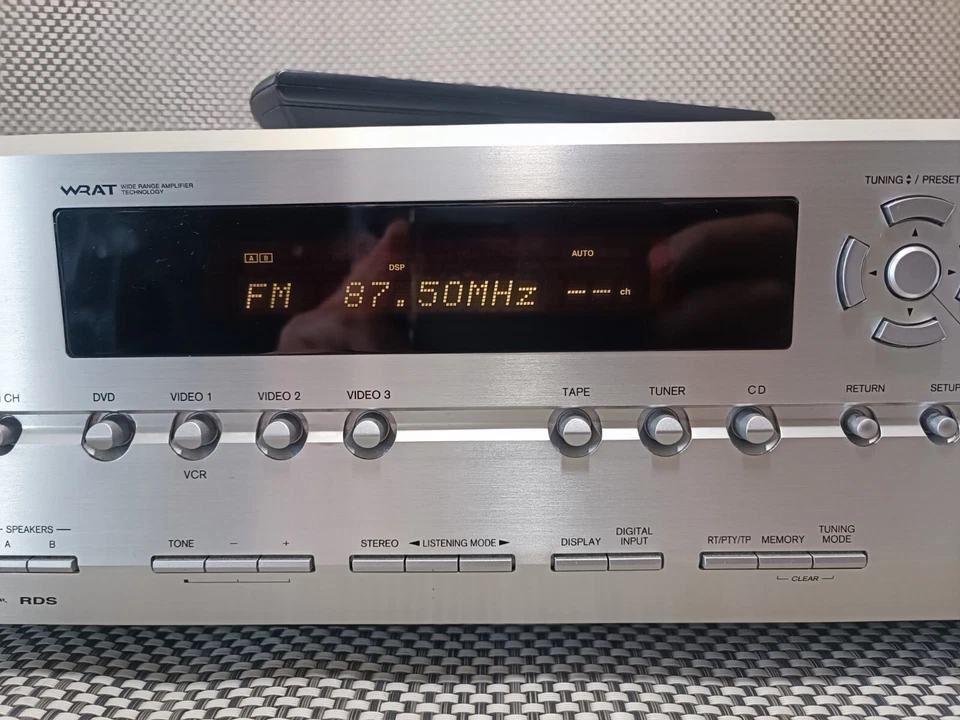 WRAT WIDE RANGE AMPLIFIER
TECHNOLOGY
TUNING / PRESET
A B
DSP
AUTO
FM 87.50MHz -- -- ch
CH
DVD
VIDEO 1
VIDEO 2
VIDEO 3
TAPE
TUNER
CD
RETURN
SETUP
VCR
SPEAKERS
A B
TONE - +
STEREO
LISTENING MODE
DISPLAY
DIGITAL
INPUT
RT/PTY/TP
MEMORY
TUNING
MODE
CLEAR
RDS